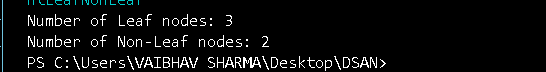 Number of Leaf nodes: 3
Number of Non-Leaf nodes: 2
PS C:\Users\VAIBHAV SHARMA\Desktop\DSAN>